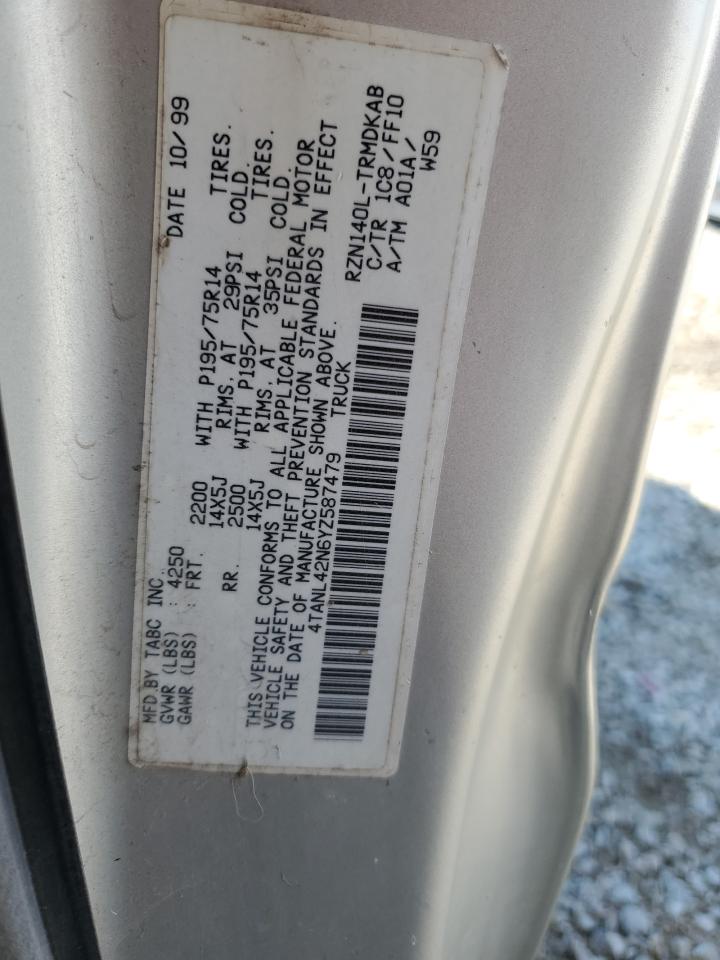 MFD.BY TABC INC. DATE 10/99
GVWR (LBS) : 4250
GAWR (LBS) : FRT. 2200 WITH P195/75R14 TIRES.
14X5J RIMS, AT 29PSI COLD.
RR. 2500 WITH P195/75R14 TIRES.
14X5J RIMS, AT 35PSI COLD.
THIS VEHICLE CONFORMS TO ALL APPLICABLE FEDERAL MOTOR
VEHICLE SAFETY AND THEFT PREVENTION STANDARDS IN EFFECT
ON THE DATE OF MANUFACTURE SHOWN ABOVE.
4TANL42N6YZ587479 TRUCK
RZN140L-TRMDKAB
C/TR 1C8/FF10
A/TM A01A/
W59